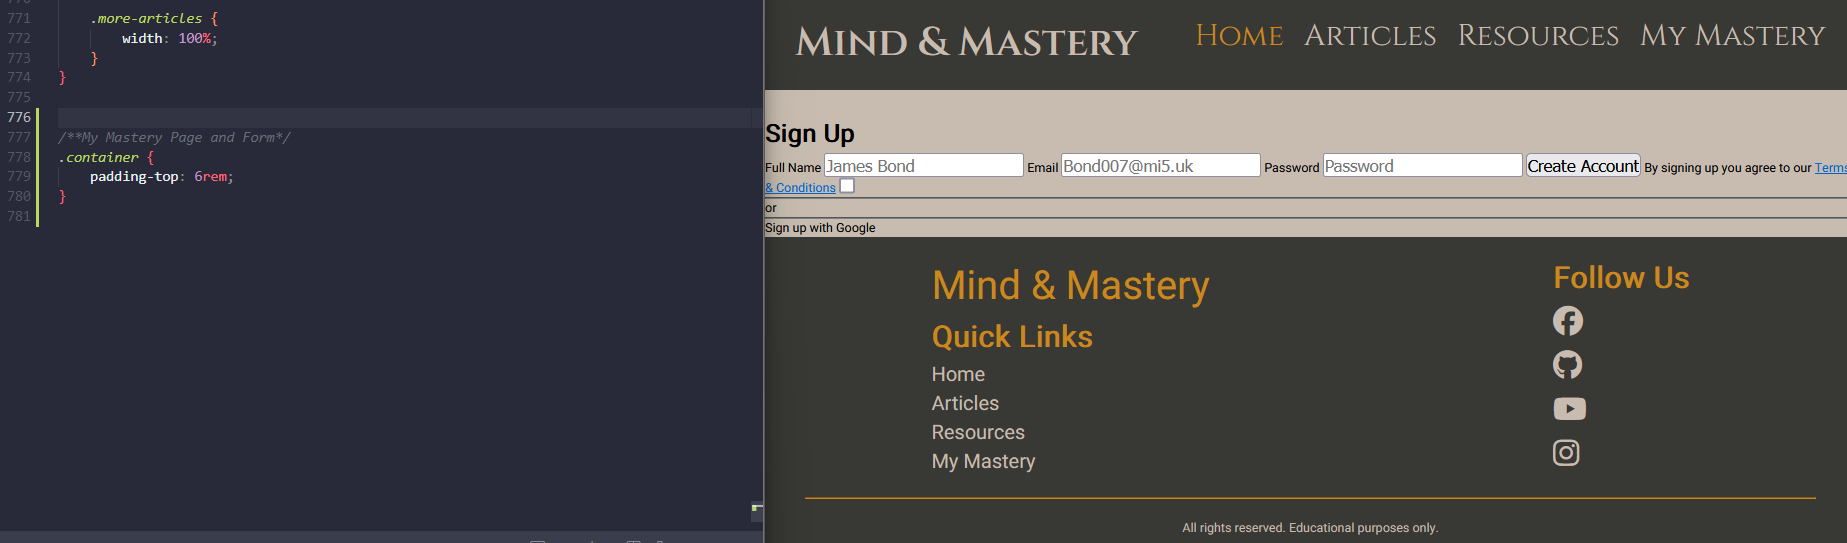 771 .more-articles {
772 width: 100%;
773 }
774 }
775
776
777 /**My Mastery Page and Form*/
778 .container {
779 padding-top: 6rem;
780 }
781
Mind & Mastery Home Articles Resources My Mastery
Sign Up
Full Name James Bond Email Bond007@mi5.uk Password Password Create Account By signing up you agree to our Terms
& Conditions
or
Sign up with Google
Mind & Mastery
Quick Links
Home
Articles
Resources
My Mastery
Follow Us
All rights reserved. Educational purposes only.